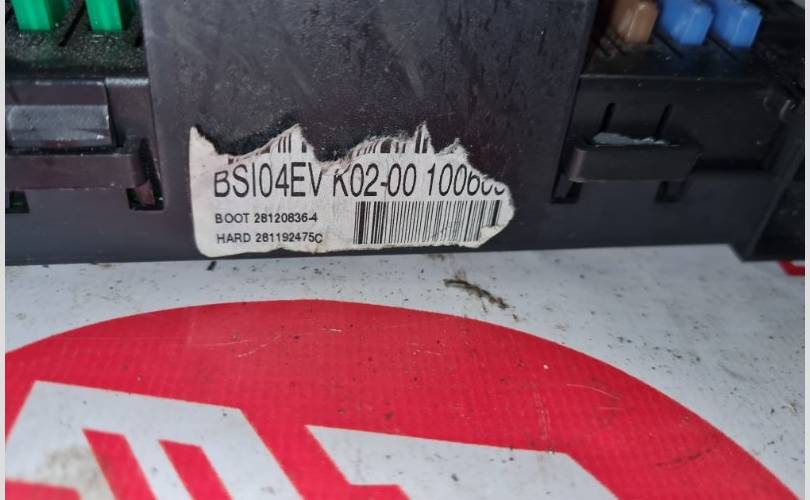 BSI04EV K02-00
BOOT 28120836-4
HARD 281192475C